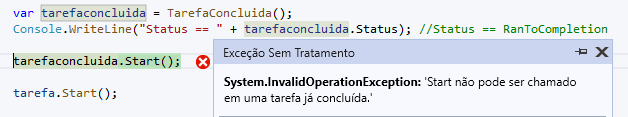 var tarefaconcluida = TarefaConcluida();
Console.WriteLine("Status == " + tarefaconcluida.Status); //Status == RanToCompletion
tarefaconcluida.Start();
Exceção Sem Tratamento
System.InvalidOperationException: 'Start não pode ser chamado
em uma tarefa já concluída.'
tarefa.Start();